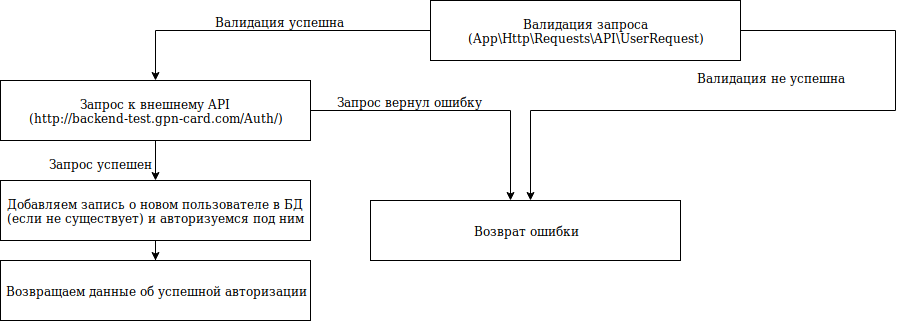 Валидация успешна
Валидация запроса
(App\Http\Requests\API\UserRequest)
Валидация не успешна
Запрос к внешнему API
(http://backend-test.gpn-card.com/Auth/)
Запрос вернул ошибку
Запрос успешен
Добавляем запись о новом пользователе в БД
(если не существует) и авторизуемся под ним
Возврат ошибки
Возвращаем данные об успешной авторизации